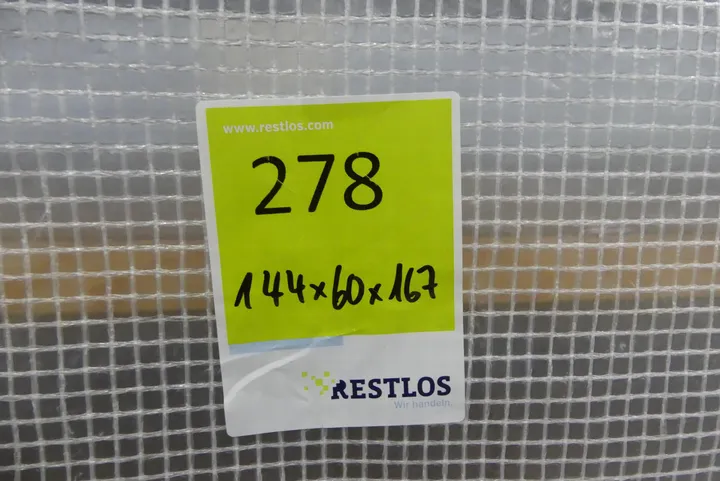 www.restlos.com
278
144x60x167
RESTLOS
Wir handeln.